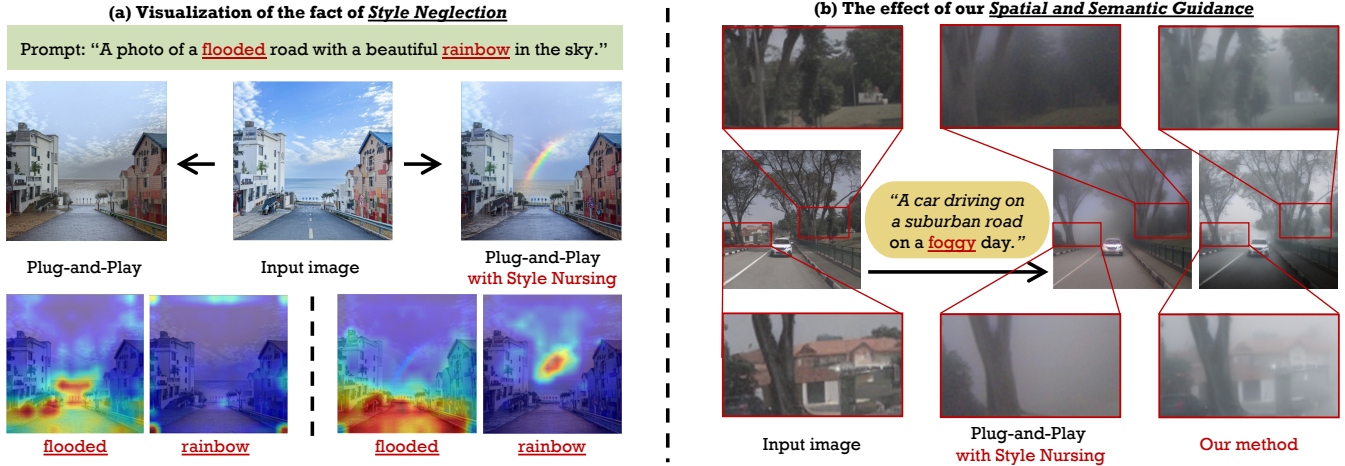 (a) Visualization of the fact of Style Neglection
Prompt: “A photo of a flooded road with a beautiful rainbow in the sky.”
Plug-and-Play
Input image
Plug-and-Play
with Style Nursing
flooded
rainbow
flooded
rainbow
(b) The effect of our Spatial and Semantic Guidance
“A car driving on
a suburban road
on a foggy day.”
Input image
Plug-and-Play
with Style Nursing
Our method